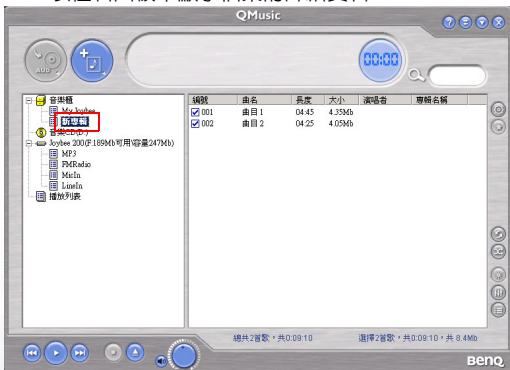 QMusic
AUD
00:00
音樂櫃
My Joybee
新專輯
音樂CD(D:)
Joybee 200(F:189Mb可用\容量247Mb)
MP3
FMRadio
MicIn
LineIn
播放列表
編號 曲名 長度 大小 演唱者 專輯名稱
001 曲目 1 04:45 4.35Mb
002 曲目 2 04:25 4.05Mb
總共2首歌,共0:09:10 選擇2首歌,共0:09:10,共 8.4Mb
BenQ